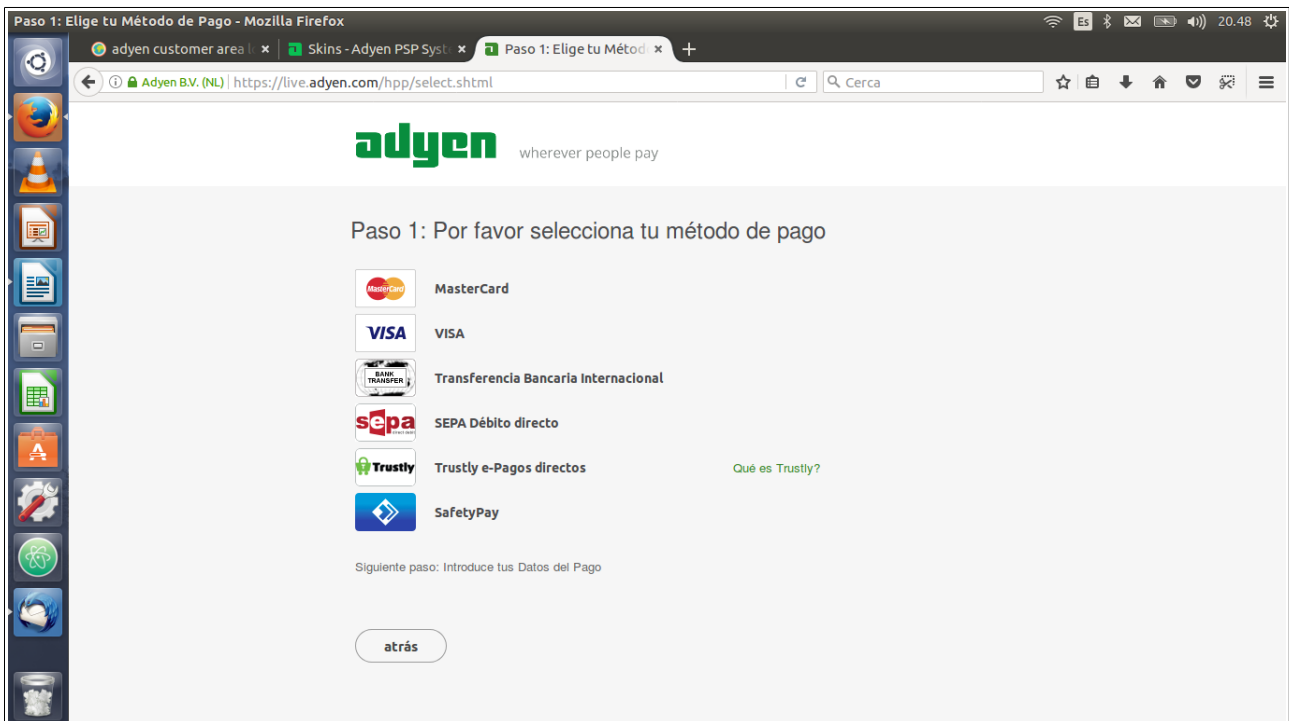 Paso 1: Elige tu Método de Pago - Mozilla Firefox
Es
20.48
adyen customer area l
Skins - Adyen PSP Syst
Paso 1: Elige tu Métod
Adyen B.V. (NL) https://live.adyen.com/hpp/select.shtml
Cerca
adyen wherever people pay
Paso 1: Por favor selecciona tu método de pago
MasterCard MasterCard
VISA VISA
BANK TRANSFER Transferencia Bancaria Internacional
sepa SEPA Débito directo
Trustly Trustly e-Pagos directos Qué es Trustly?
SafetyPay
Siguiente paso: Introduce tus Datos del Pago
atrás